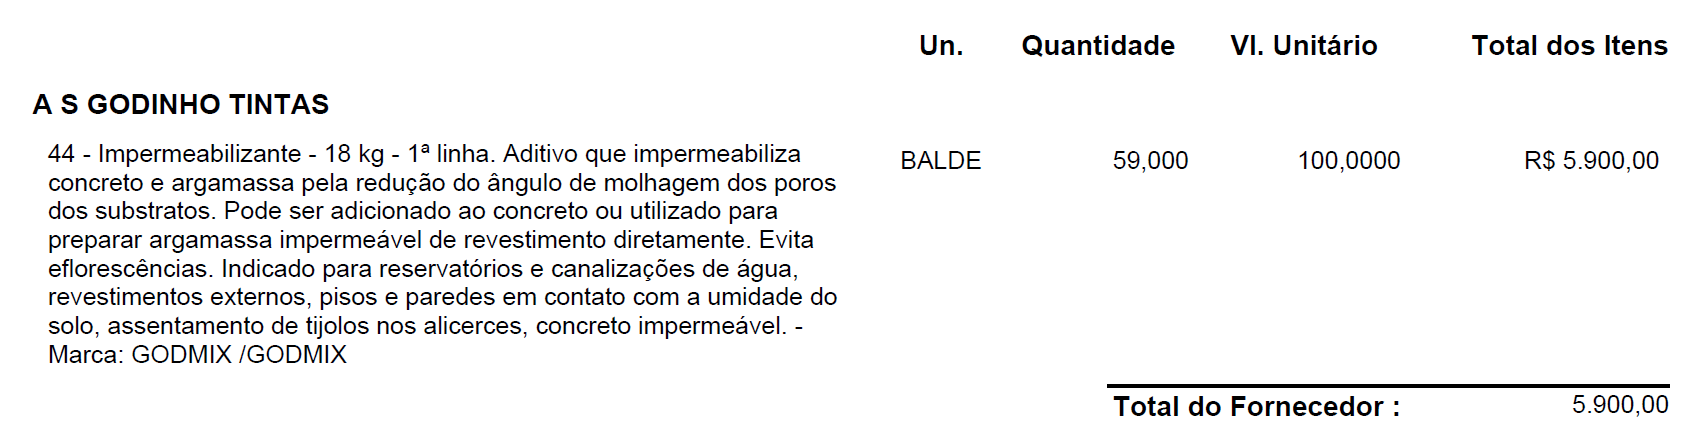 Un. Quantidade Vl. Unitário Total dos Itens
A S GODINHO TINTAS
44 - Impermeabilizante - 18 kg - 1ª linha. Aditivo que impermeabiliza
BALDE 59,000 100,0000 R$ 5.900,00
concreto e argamassa pela redução do ângulo de molhagem dos poros
dos substratos. Pode ser adicionado ao concreto ou utilizado para
preparar argamassa impermeável de revestimento diretamente. Evita
eflorescências. Indicado para reservatórios e canalizações de água,
revestimentos externos, pisos e paredes em contato com a umidade do
solo, assentamento de tijolos nos alicerces, concreto impermeável. -
Marca: GODMIX /GODMIX
Total do Fornecedor : 5.900,00